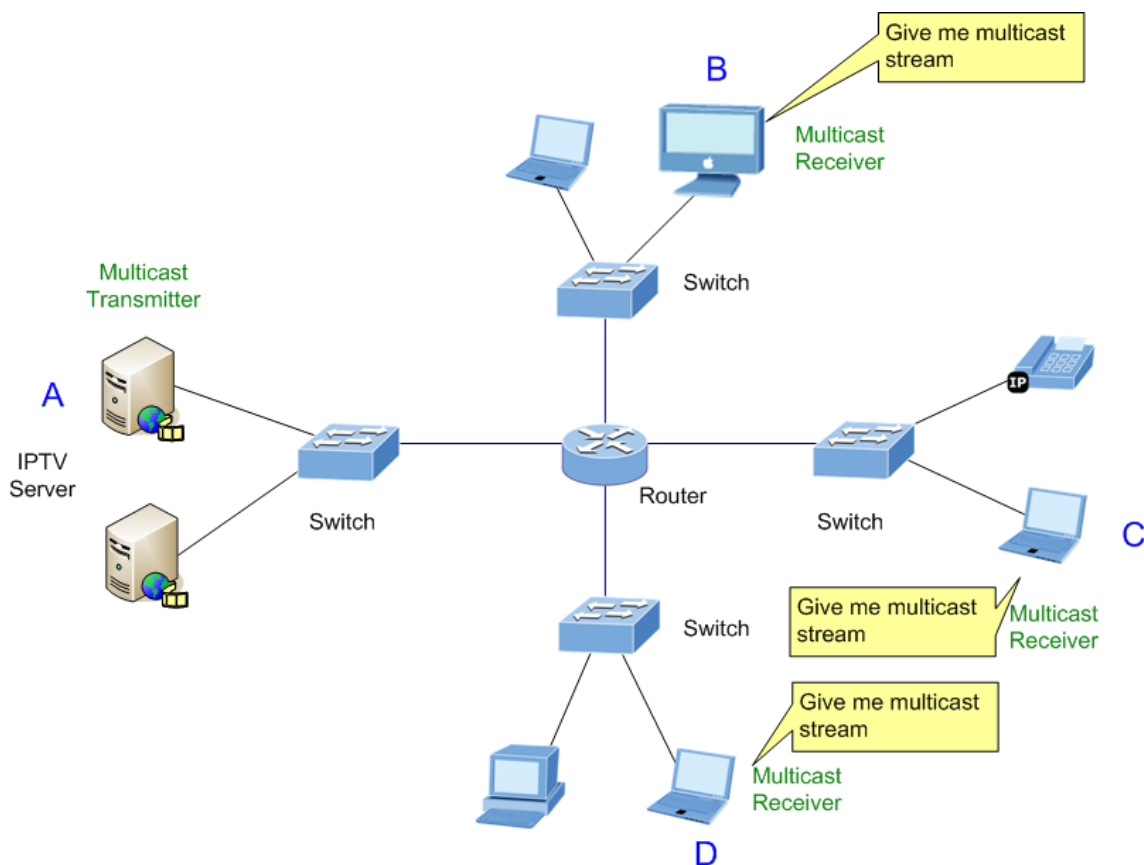 Give me multicast
stream
B
Multicast
Receiver
Switch
Multicast
Transmitter
A
IPTV
Server
Switch
Router
IP
Switch
C
Give me multicast
stream
Multicast
Receiver
Switch
Give me multicast
stream
Multicast
Receiver
D